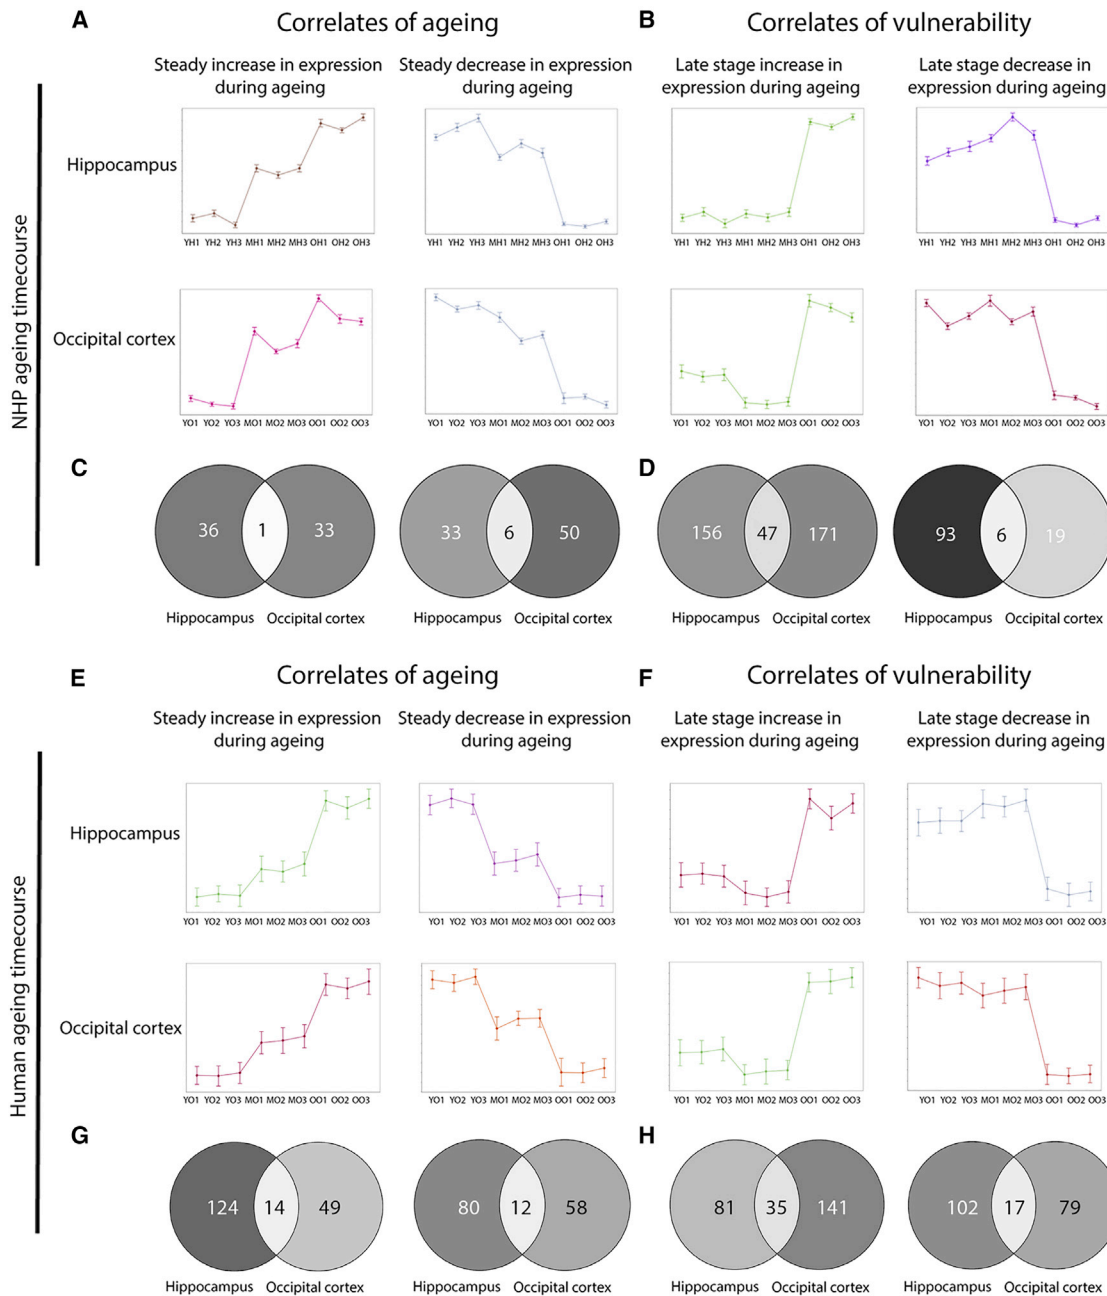 A Correlates of ageing B Correlates of vulnerability
Steady increase in expression
during ageing
Steady decrease in expression
during ageing
Late stage increase in
expression during ageing
Late stage decrease in
expression during ageing
NHP ageing timecourse
Hippocampus
YH1 YH2 YH3 MH1 MH2 MH3 OH1 OH2 OH3
YH1 YH2 YH3 MH1 MH2 MH3 OH1 OH2 OH3
YH1 YH2 YH3 MH1 MH2 MH3 OH1 OH2 OH3
YH1 YH2 YH3 MH1 MH2 MH3 OH1 OH2 OH3
Occipital cortex
YO1 YO2 YO3 MO1 MO2 MO3 OO1 OO2 OO3
YO1 YO2 YO3 MO1 MO2 MO3 OO1 OO2 OO3
YO1 YO2 YO3 MO1 MO2 MO3 OO1 OO2 OO3
YO1 YO2 YO3 MO1 MO2 MO3 OO1 OO2 OO3
C
36 1 33
Hippocampus Occipital cortex
33 6 50
Hippocampus Occipital cortex
D
156 47 171
Hippocampus Occipital cortex
93 6 19
Hippocampus Occipital cortex
E Correlates of ageing F Correlates of vulnerability
Steady increase in expression
during ageing
Steady decrease in expression
during ageing
Late stage increase in
expression during ageing
Late stage decrease in
expression during ageing
Human ageing timecourse
Hippocampus
YO1 YO2 YO3 MO1 MO2 MO3 OO1 OO2 OO3
YO1 YO2 YO3 MO1 MO2 MO3 OO1 OO2 OO3
YO1 YO2 YO3 MO1 MO2 MO3 OO1 OO2 OO3
YO1 YO2 YO3 MO1 MO2 MO3 OO1 OO2 OO3
Occipital cortex
YO1 YO2 YO3 MO1 MO2 MO3 OO1 OO2 OO3
YO1 YO2 YO3 MO1 MO2 MO3 OO1 OO2 OO3
YO1 YO2 YO3 MO1 MO2 MO3 OO1 OO2 OO3
YO1 YO2 YO3 MO1 MO2 MO3 OO1 OO2 OO3
G
124 14 49
Hippocampus Occipital cortex
80 12 58
Hippocampus Occipital cortex
H
81 35 141
Hippocampus Occipital cortex
102 17 79
Hippocampus Occipital cortex